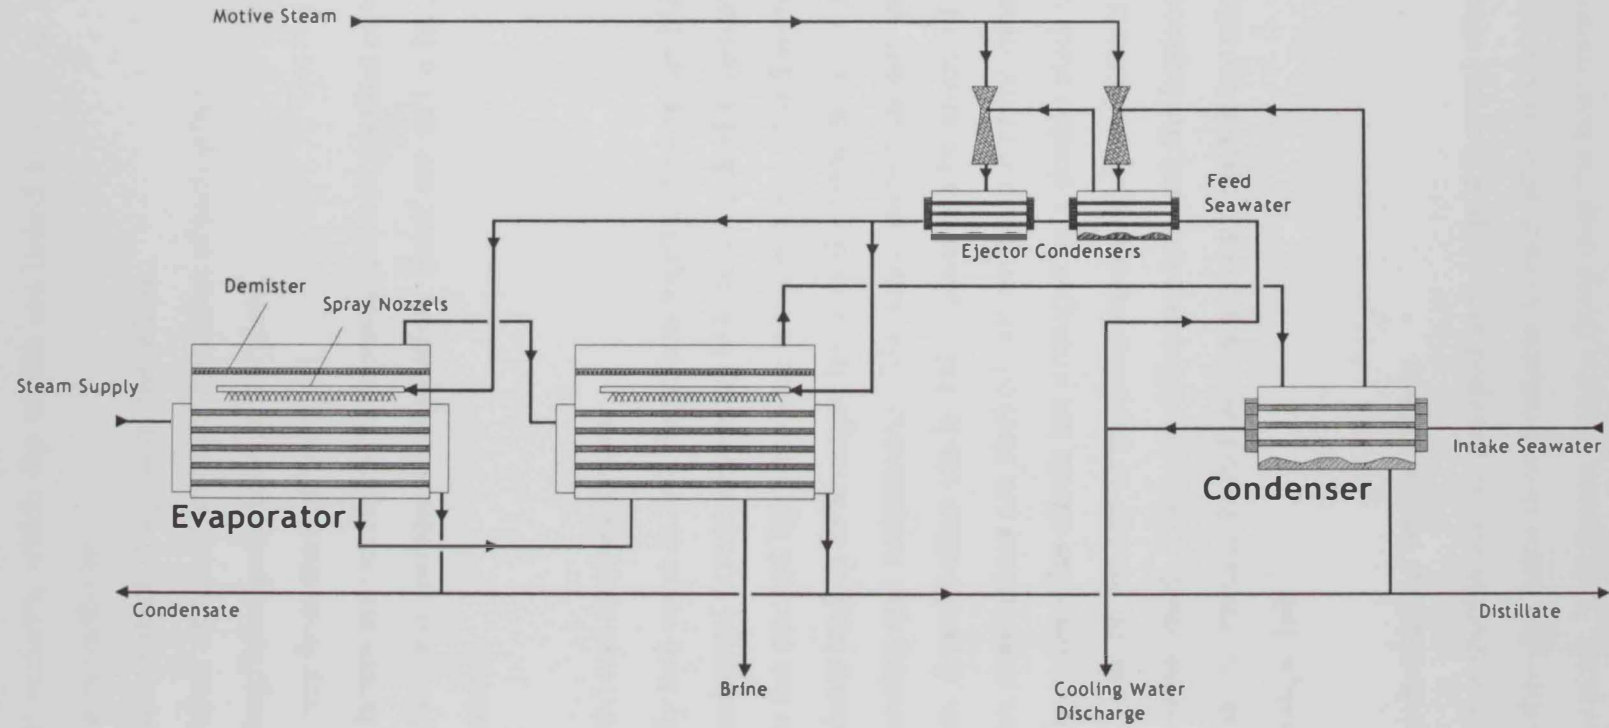 Motive Steam
Feed
Seawater
Ejector Condensers
Demister
Spray Nozzels
Steam Supply
Intake Seawater
Condenser
Evaporator
Condensate
Distillate
Brine
Cooling Water
Discharge